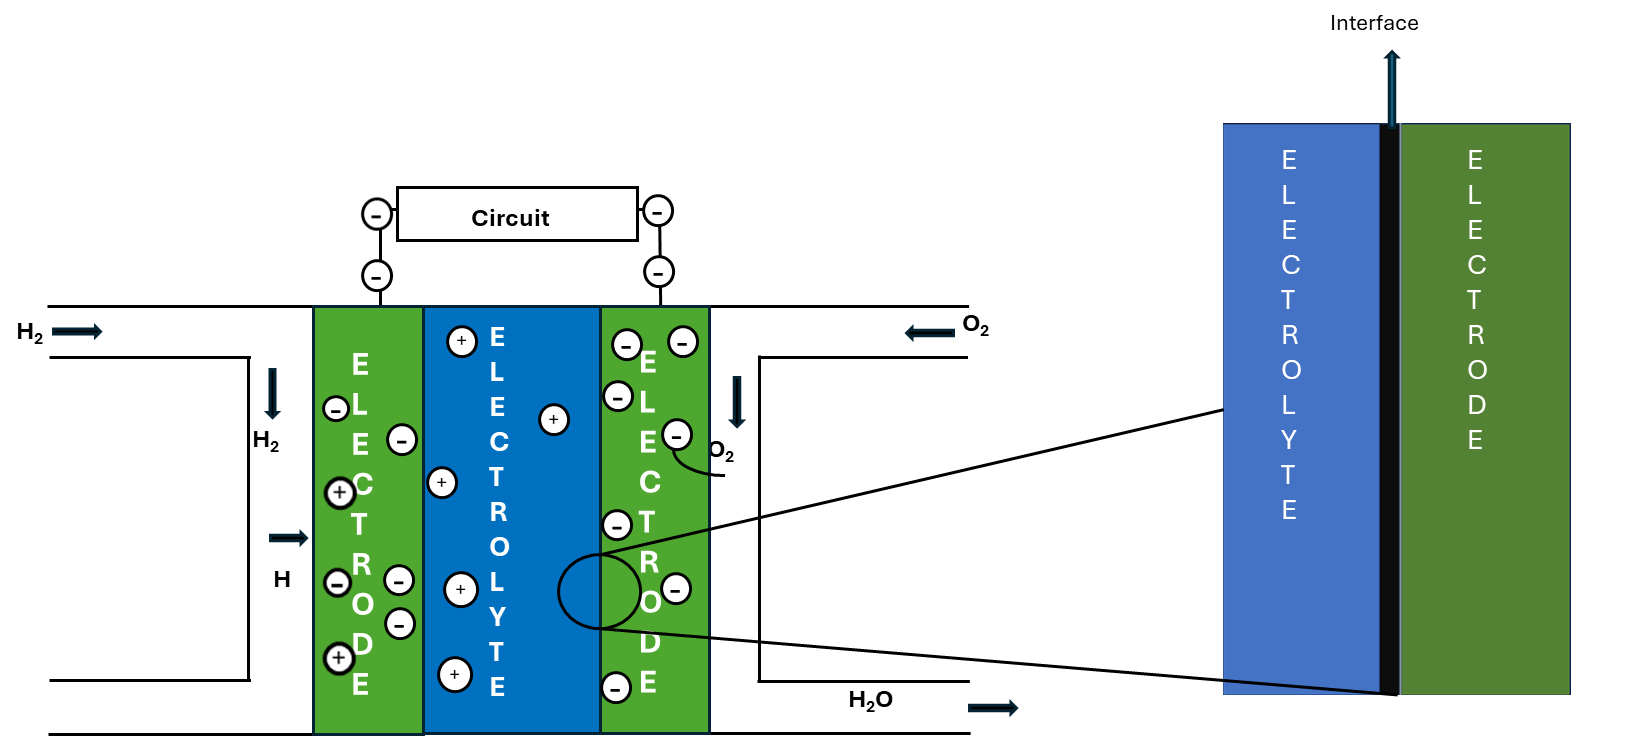 Interface
Circuit
H₂
O₂
H₂
O₂
H
H₂O
ELECTRODE
ELECTROLYTE
ELECTRODE
ELECTROLYTE
ELECTRODE